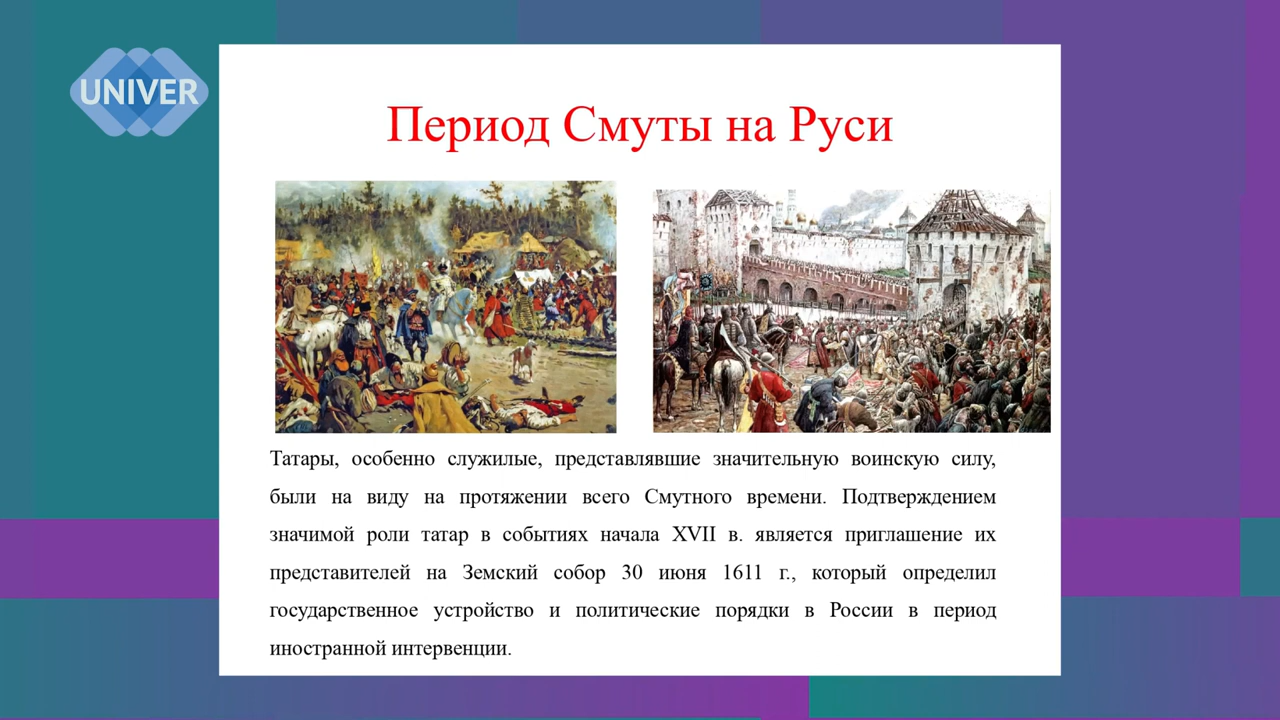 UNIVER
Период Смуты на Руси
Татары, особенно служилые, представлявшие значительную воинскую силу,
были на виду на протяжении всего Смутного времени. Подтверждением
значимой роли татар в событиях начала XVII в. является приглашение их
представителей на Земский собор 30 июня 1611 г., который определил
государственное устройство и политические порядки в России в период
иностранной интервенции.